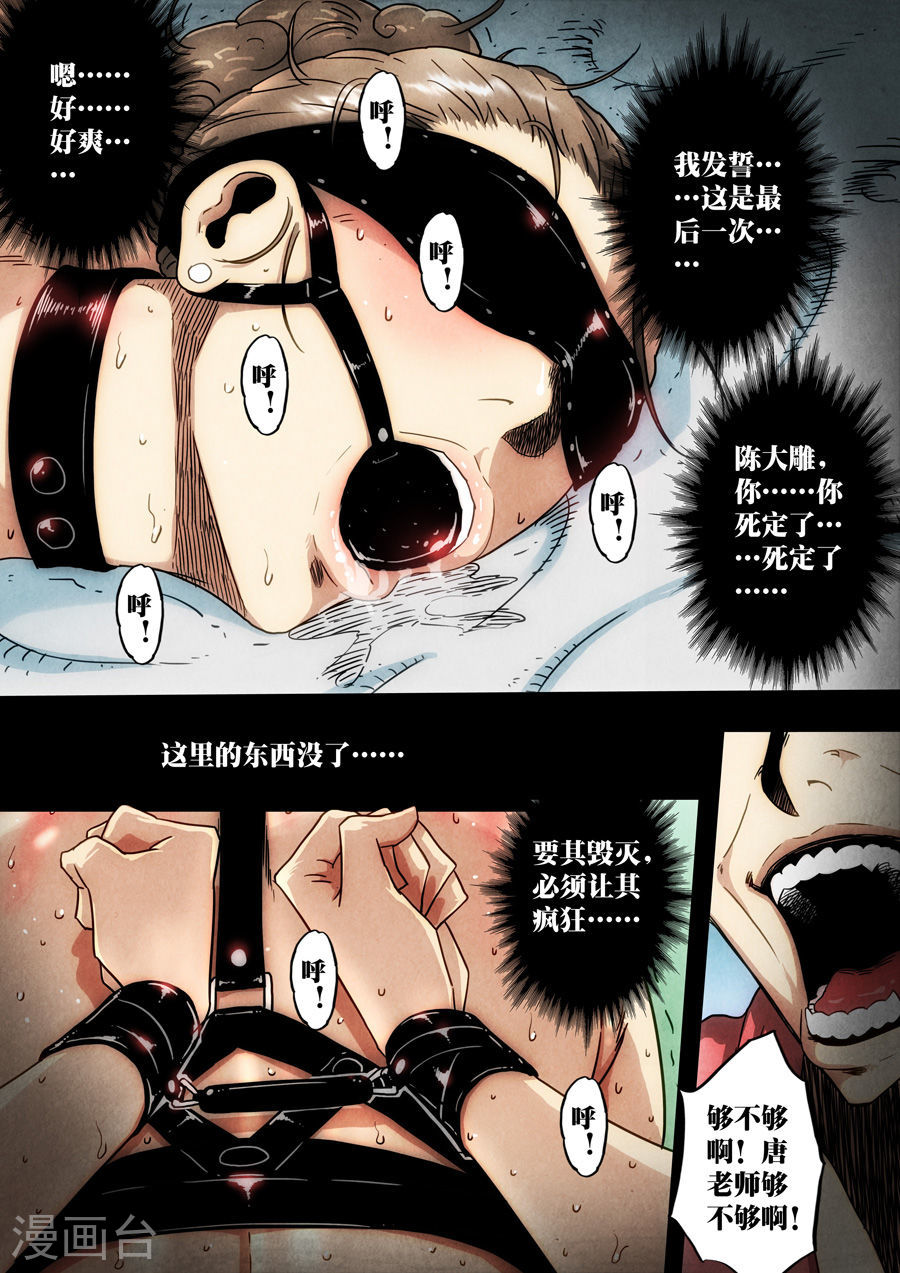 嗯……
好……
好爽…
…
呼！
我发誓…
…这是最
后一次…
…
呼！
呼！
陈大雕，
你……你
死定了…
…死定了
……
呼！
呼！
这里的东西没了……
要其毁灭，
必须让其
疯狂……
呼！
呼！
够不够
啊！唐
老师够
不够啊！
漫画台